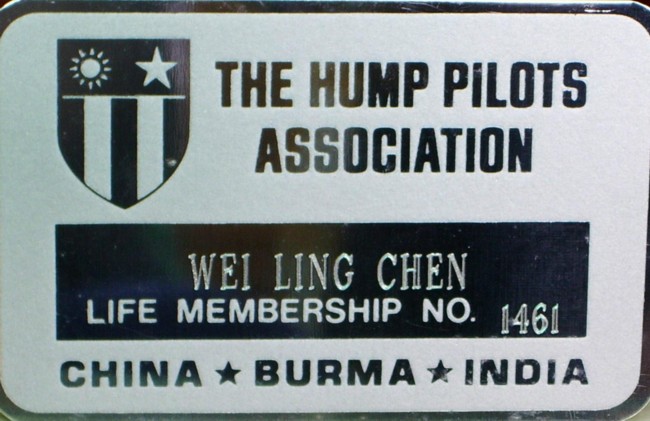 THE HUMP PILOTS
ASSOCIATION
WEI LING CHEN
LIFE MEMBERSHIP NO. 1461
CHINA ★ BURMA ★ INDIA